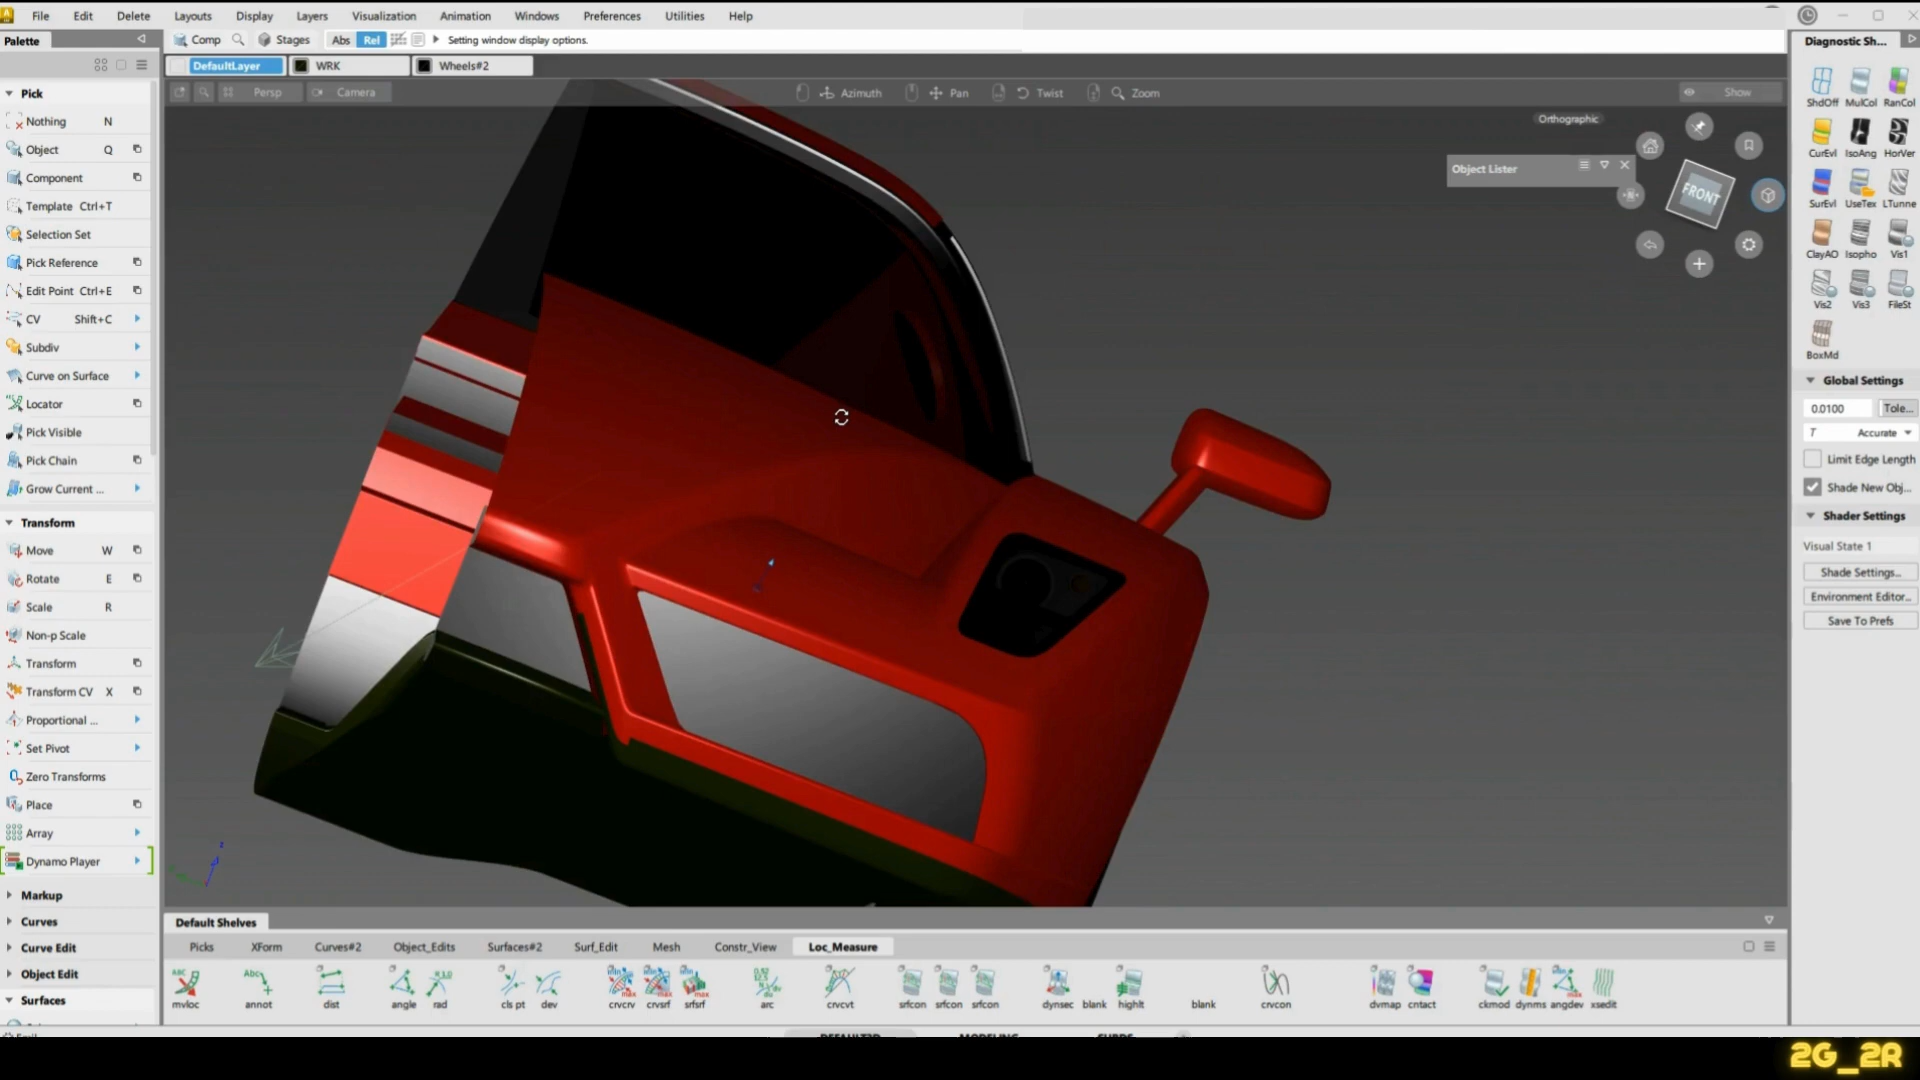 File Edit Delete Layouts Display Layers Visualization Animation Windows Preferences Utilities Help
Palette
Comp Stages Abs Rel Setting window display options.
Diagnostic Sh...
DefaultLayer WRK Wheels#2
Persp Camera Azimuth Pan Twist Zoom Show
Pick
Nothing N
Object Q
Component
Template Ctrl+T
Selection Set
Pick Reference
Edit Point Ctrl+E
CV Shift+C
Subdiv
Curve on Surface
Locator
Pick Visible
Pick Chain
Grow Current ...
Transform
Move W
Rotate E
Scale R
Non-p Scale
Transform
Transform CV X
Proportional ...
Set Pivot
Zero Transforms
Place
Array
Dynamo Player
Markup
Curves
Curve Edit
Object Edit
Surfaces
Orthographic
Object Lister
FRONT
ShdOff MulCol RanCol
CurEvl IsoAng HorVer
SurEvl UseTex LTunne
ClayAO Isopho Vis1
Vis2 Vis3 FileSt
BoxMd
Global Settings
0.0100 Tole...
T Accurate
Limit Edge Length
Shade New Obj...
Shader Settings
Visual State 1
Shade Settings...
Environment Editor...
Save To Prefs
Default Shelves
Picks XForm Curves#2 Object_Edits Surfaces#2 Surf_Edit Mesh Constr_View Loc_Measure
mvloc annot dist angle rad cls pt dev crvcrv crvsrf srfsrf arc crvcvt srfcon srfcon srfcon dynsec blank highlt blank crvcon dvmap cntact ckmod dynms angdev xsedit
2G_2R